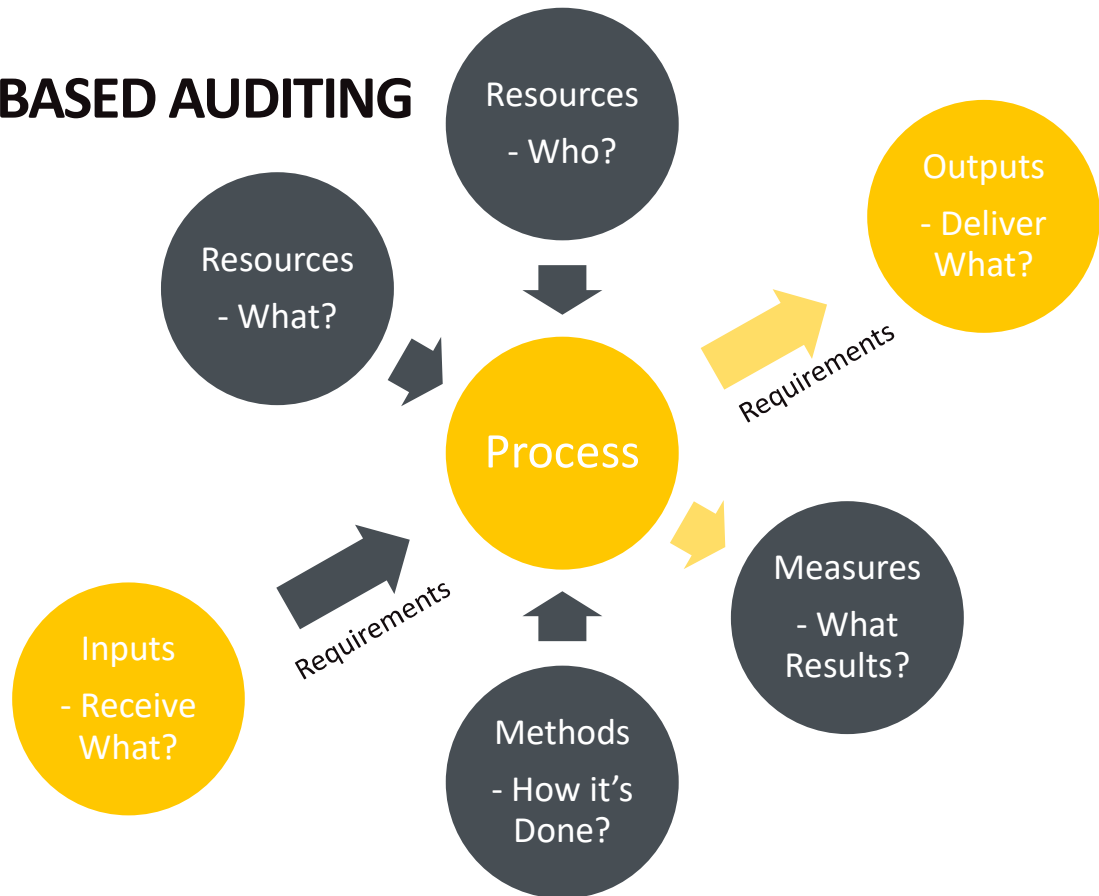 BASED AUDITING
Resources
- Who?
Outputs
- Deliver
What?
Resources
- What?
Requirements
Process
Measures
- What
Results?
Requirements
Inputs
- Receive
What?
Methods
- How it’s
Done?